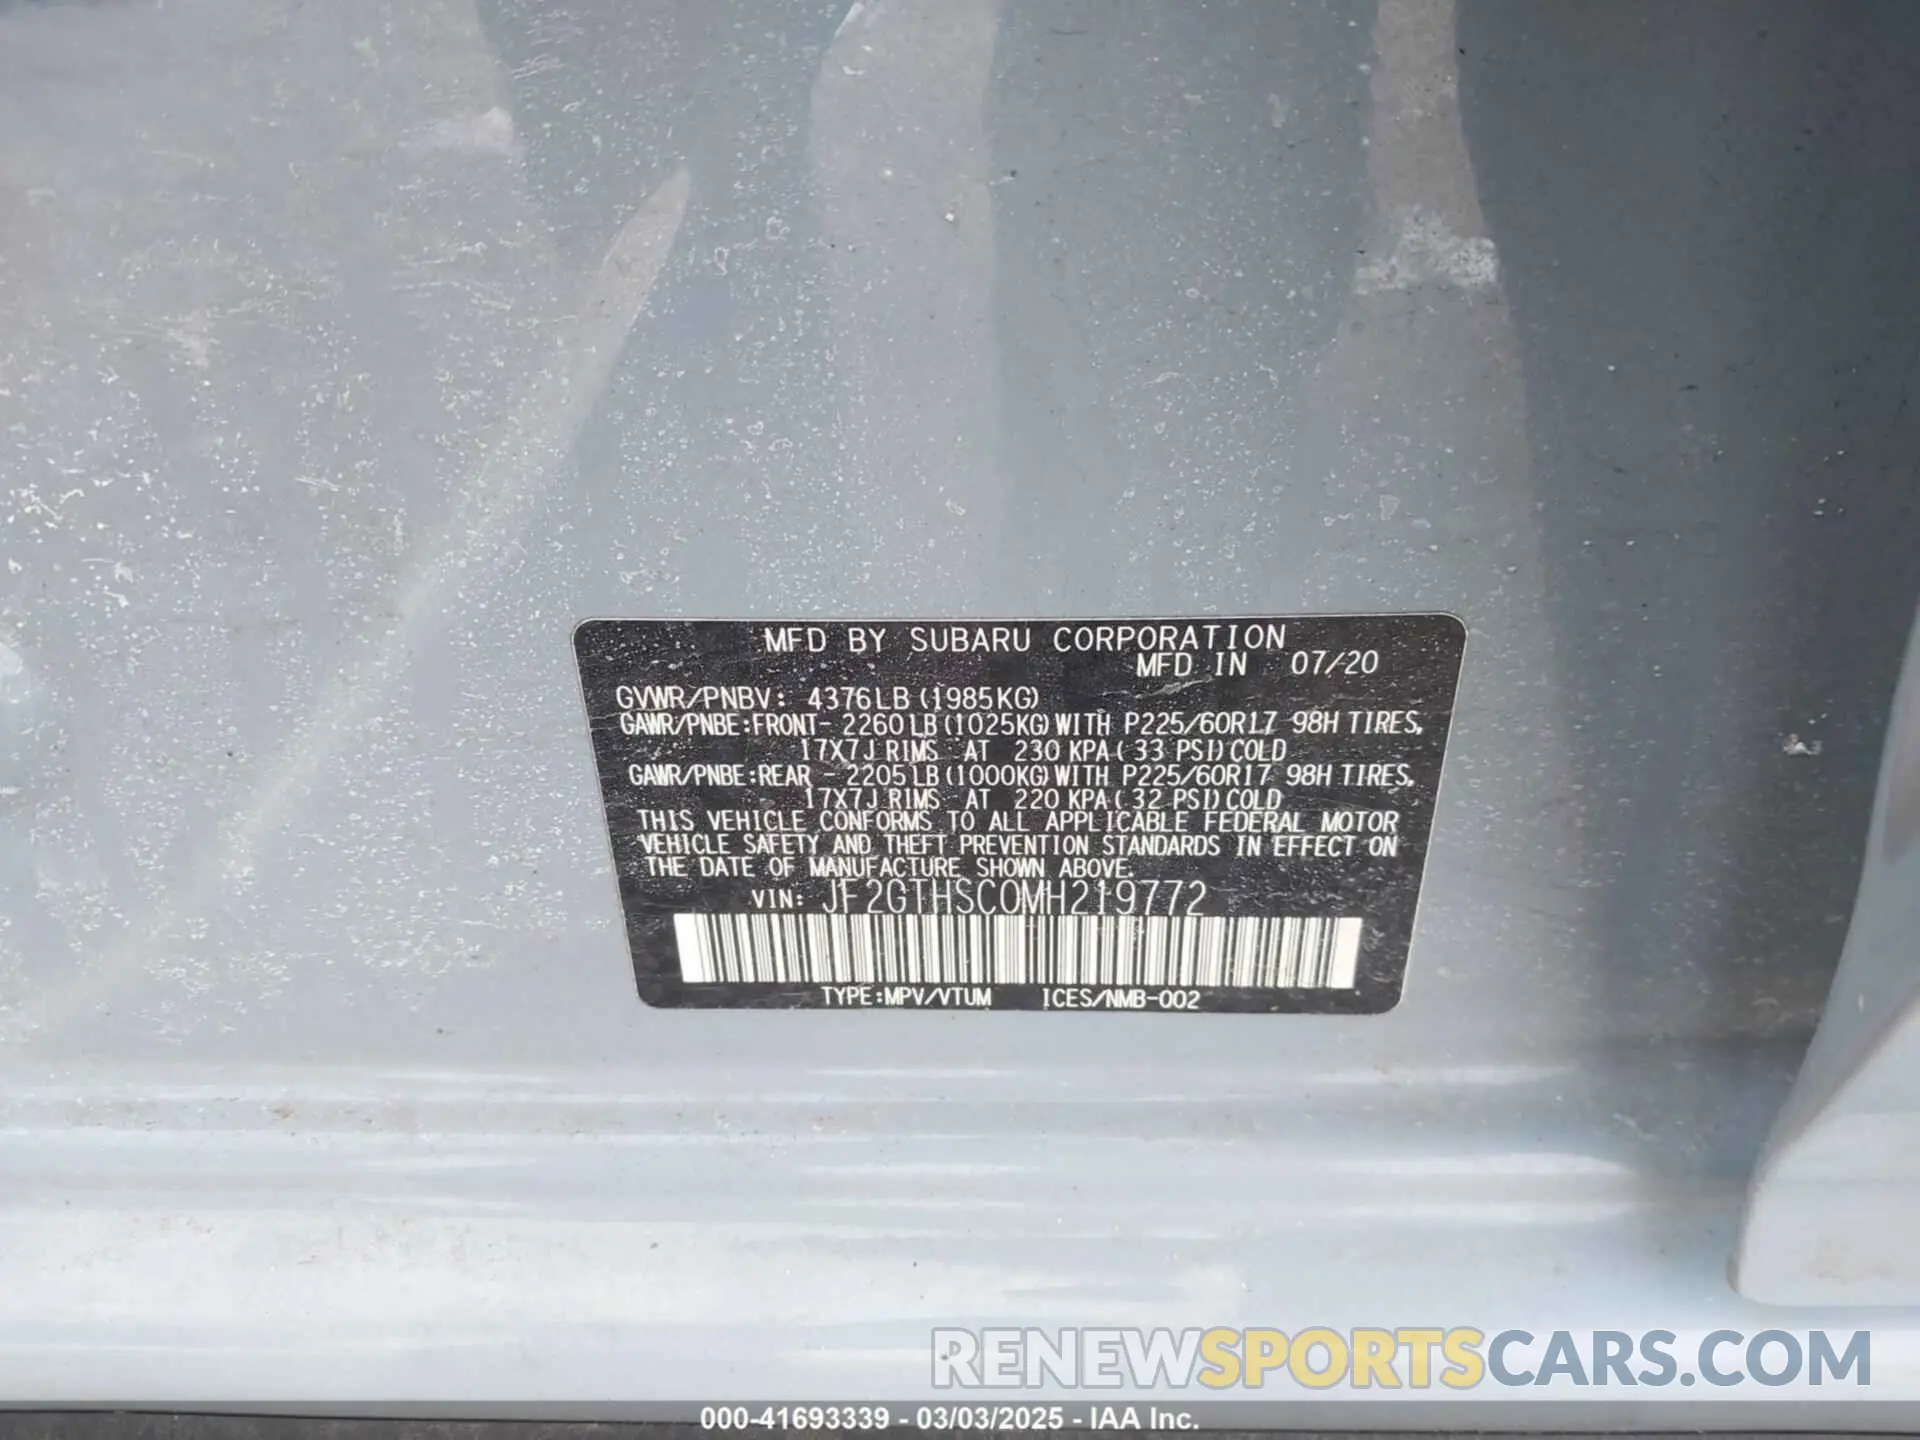 MFD BY SUBARU CORPORATION
MFD IN 07/20
GVWR/PNBV: 4376LB(1985KG)
GAWR/PNBE:FRONT- 2260LB(1025KG)WITH P225/60R17 98H TIRES,
17X7J RIMS AT 230 KPA( 33 PSI)COLD
GAWR/PNBE:REAR - 2205LB(1000KG)WITH P225/60R17 98H TIRES,
17X7J RIMS AT 220 KPA( 32 PSI)COLD
THIS VEHICLE CONFORMS TO ALL APPLICABLE FEDERAL MOTOR
VEHICLE SAFETY AND THEFT PREVENTION STANDARDS IN EFFECT ON
THE DATE OF MANUFACTURE SHOWN ABOVE.
VIN: JF2GTHSC0MH219772
TYPE:MPV/VTUM ICES/NMB-002
RENEWSPORTSCARS.COM
000-41693339 - 03/03/2025 - IAA Inc.